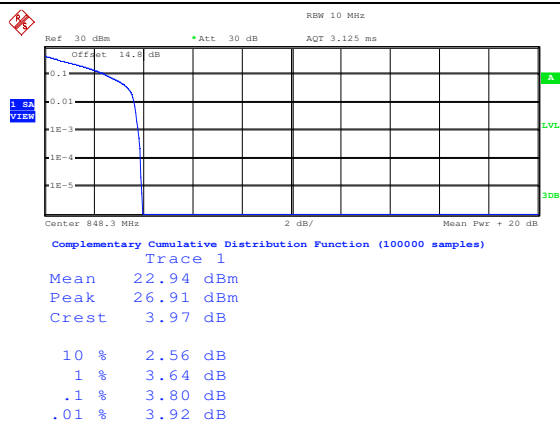 RBW 10 MHz
Ref 30 dBm * Att 30 dB AQT 3.125 ms
Offset 14.8 dB
0.1
0.01
1E-3
1E-4
1E-5
1 SA
VIEW
A
LVL
3DB
Center 848.3 MHz 2 dB/ Mean Pwr + 20 dB
Complementary Cumulative Distribution Function (100000 samples)
Trace 1
Mean 22.94 dBm
Peak 26.91 dBm
Crest 3.97 dB
10 % 2.56 dB
1 % 3.64 dB
.1 % 3.80 dB
.01 % 3.92 dB